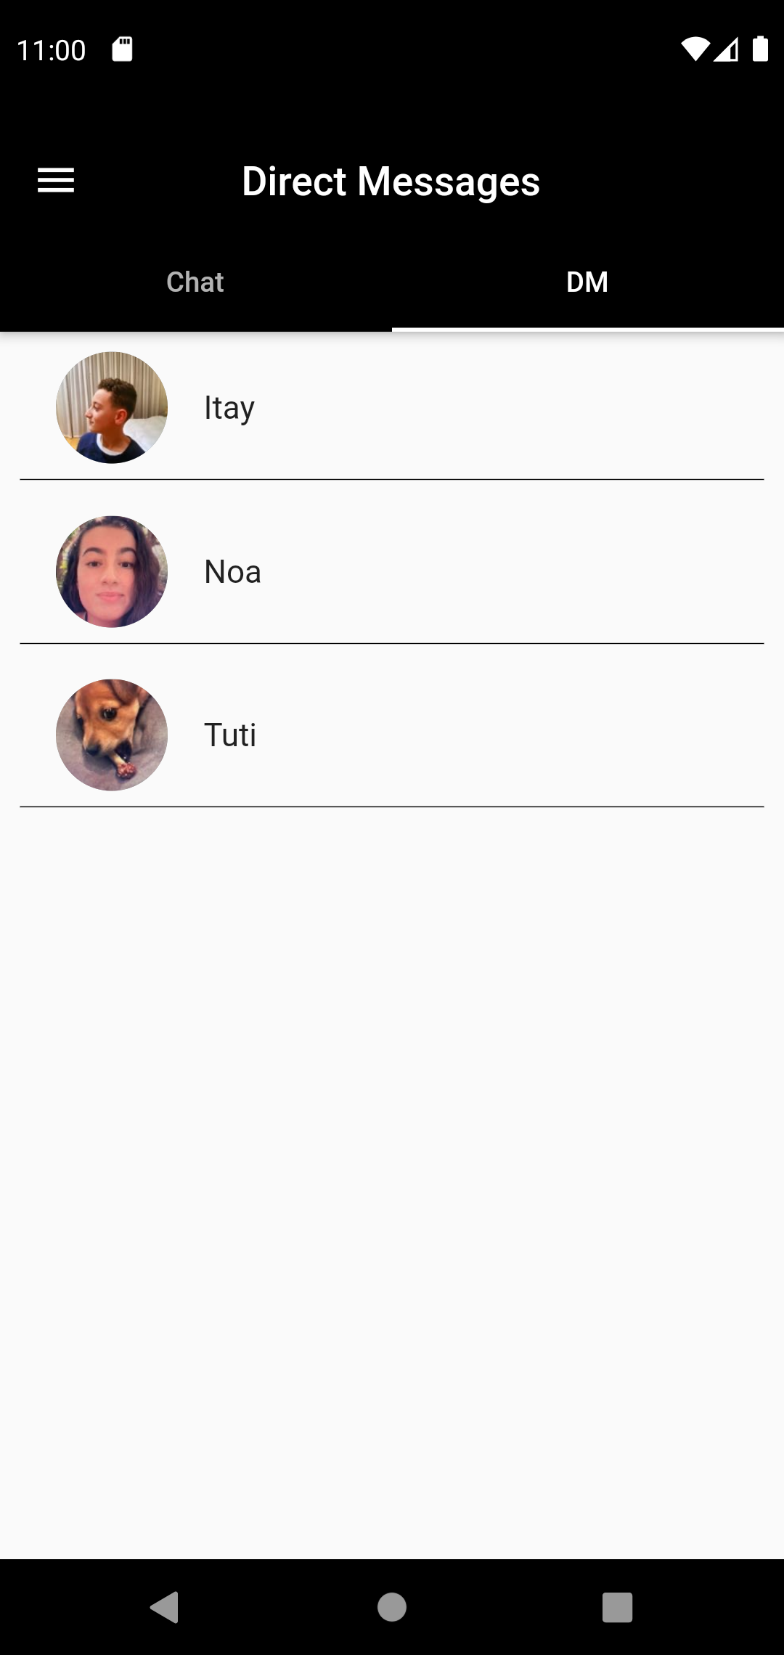 11:00
Direct Messages
Chat DM
Itay
Noa
Tuti